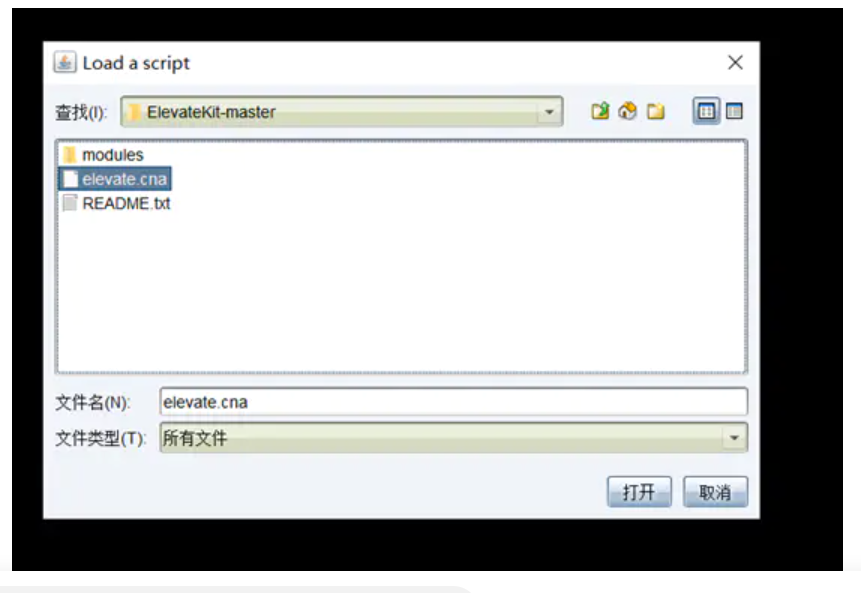 Load a script
查找(I): ElevateKit-master
modules
elevate.cna
README.txt
文件名(N): elevate.cna
文件类型(T): 所有文件
打开 取消